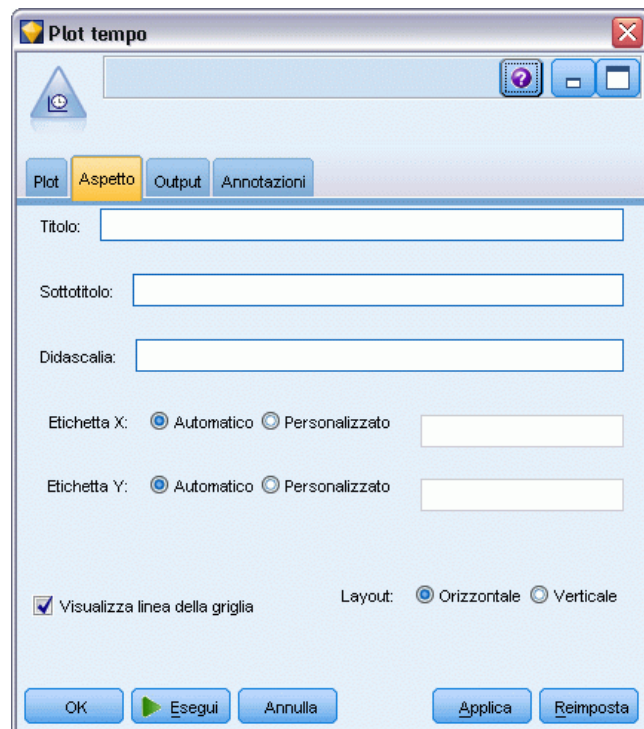 Plot tempo
Plot Aspetto Output Annotazioni
Titolo:
Sottotitolo:
Didascalia:
Etichetta X: Automatico Personalizzato
Etichetta Y: Automatico Personalizzato
Visualizza linea della griglia Layout: Orizzontale Verticale
OK Esegui Annulla Applica Reimposta